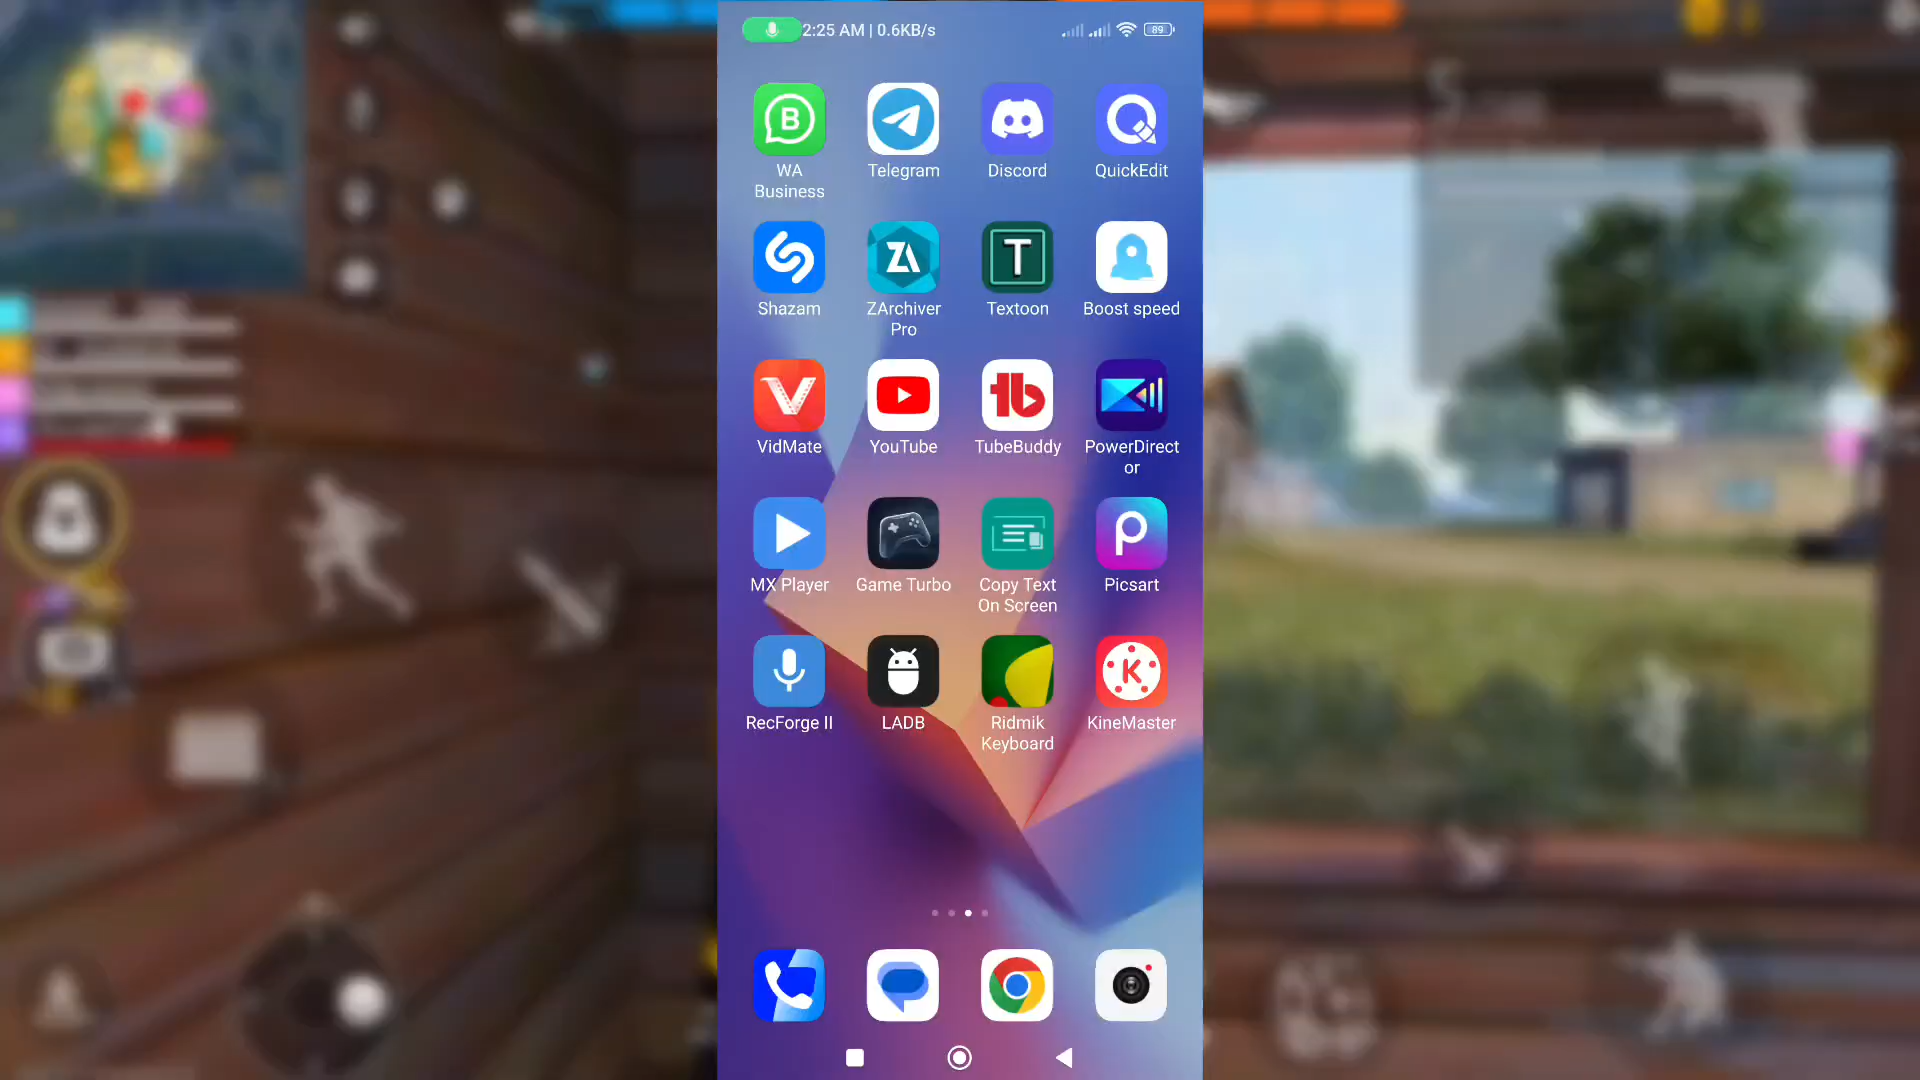 2:25 AM | 0.6KB/s
89
WA Business
Telegram
Discord
QuickEdit
Shazam
ZArchiver Pro
Textoon
Boost speed
VidMate
YouTube
TubeBuddy
PowerDirect
or
MX Player
Game Turbo
Copy Text On Screen
Picsart
RecForge II
LADB
Ridmik Keyboard
KineMaster